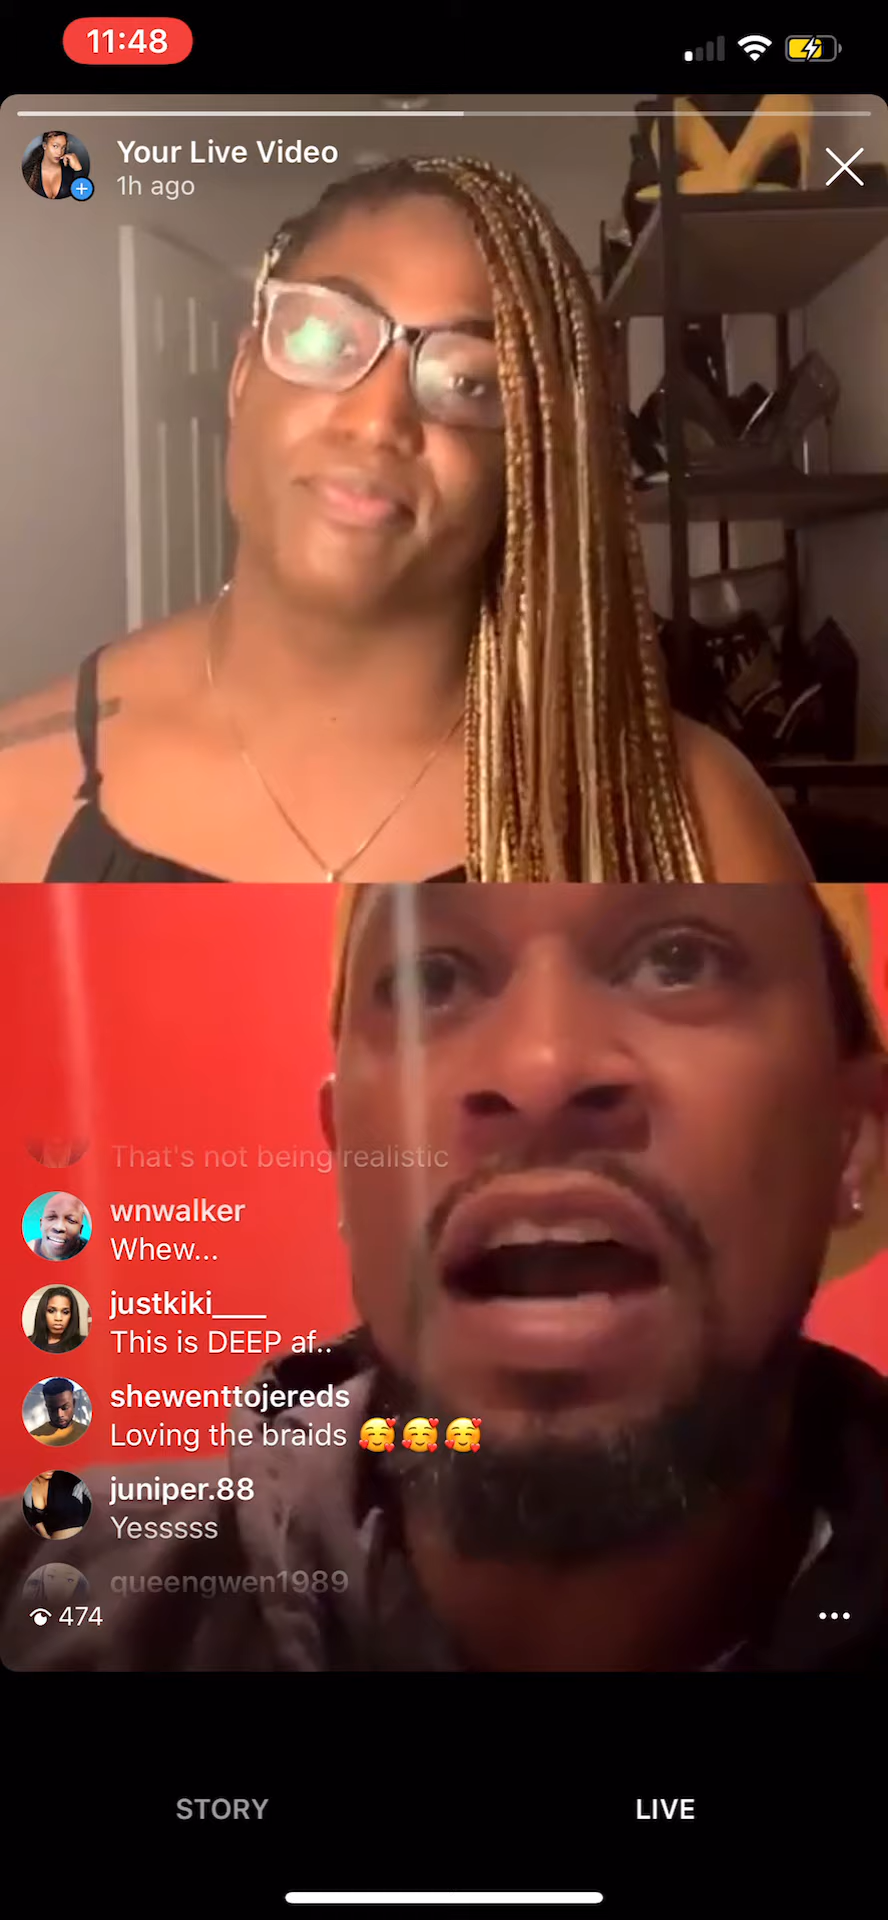 11:48
Your Live Video
1h ago
That's not being realistic
wnwalker
Whew...
justkiki___
This is DEEP af..
shewenttojereds
Loving the braids 🥰🥰🥰
juniper.88
Yesssss
queengwen1989
474
STORY
LIVE